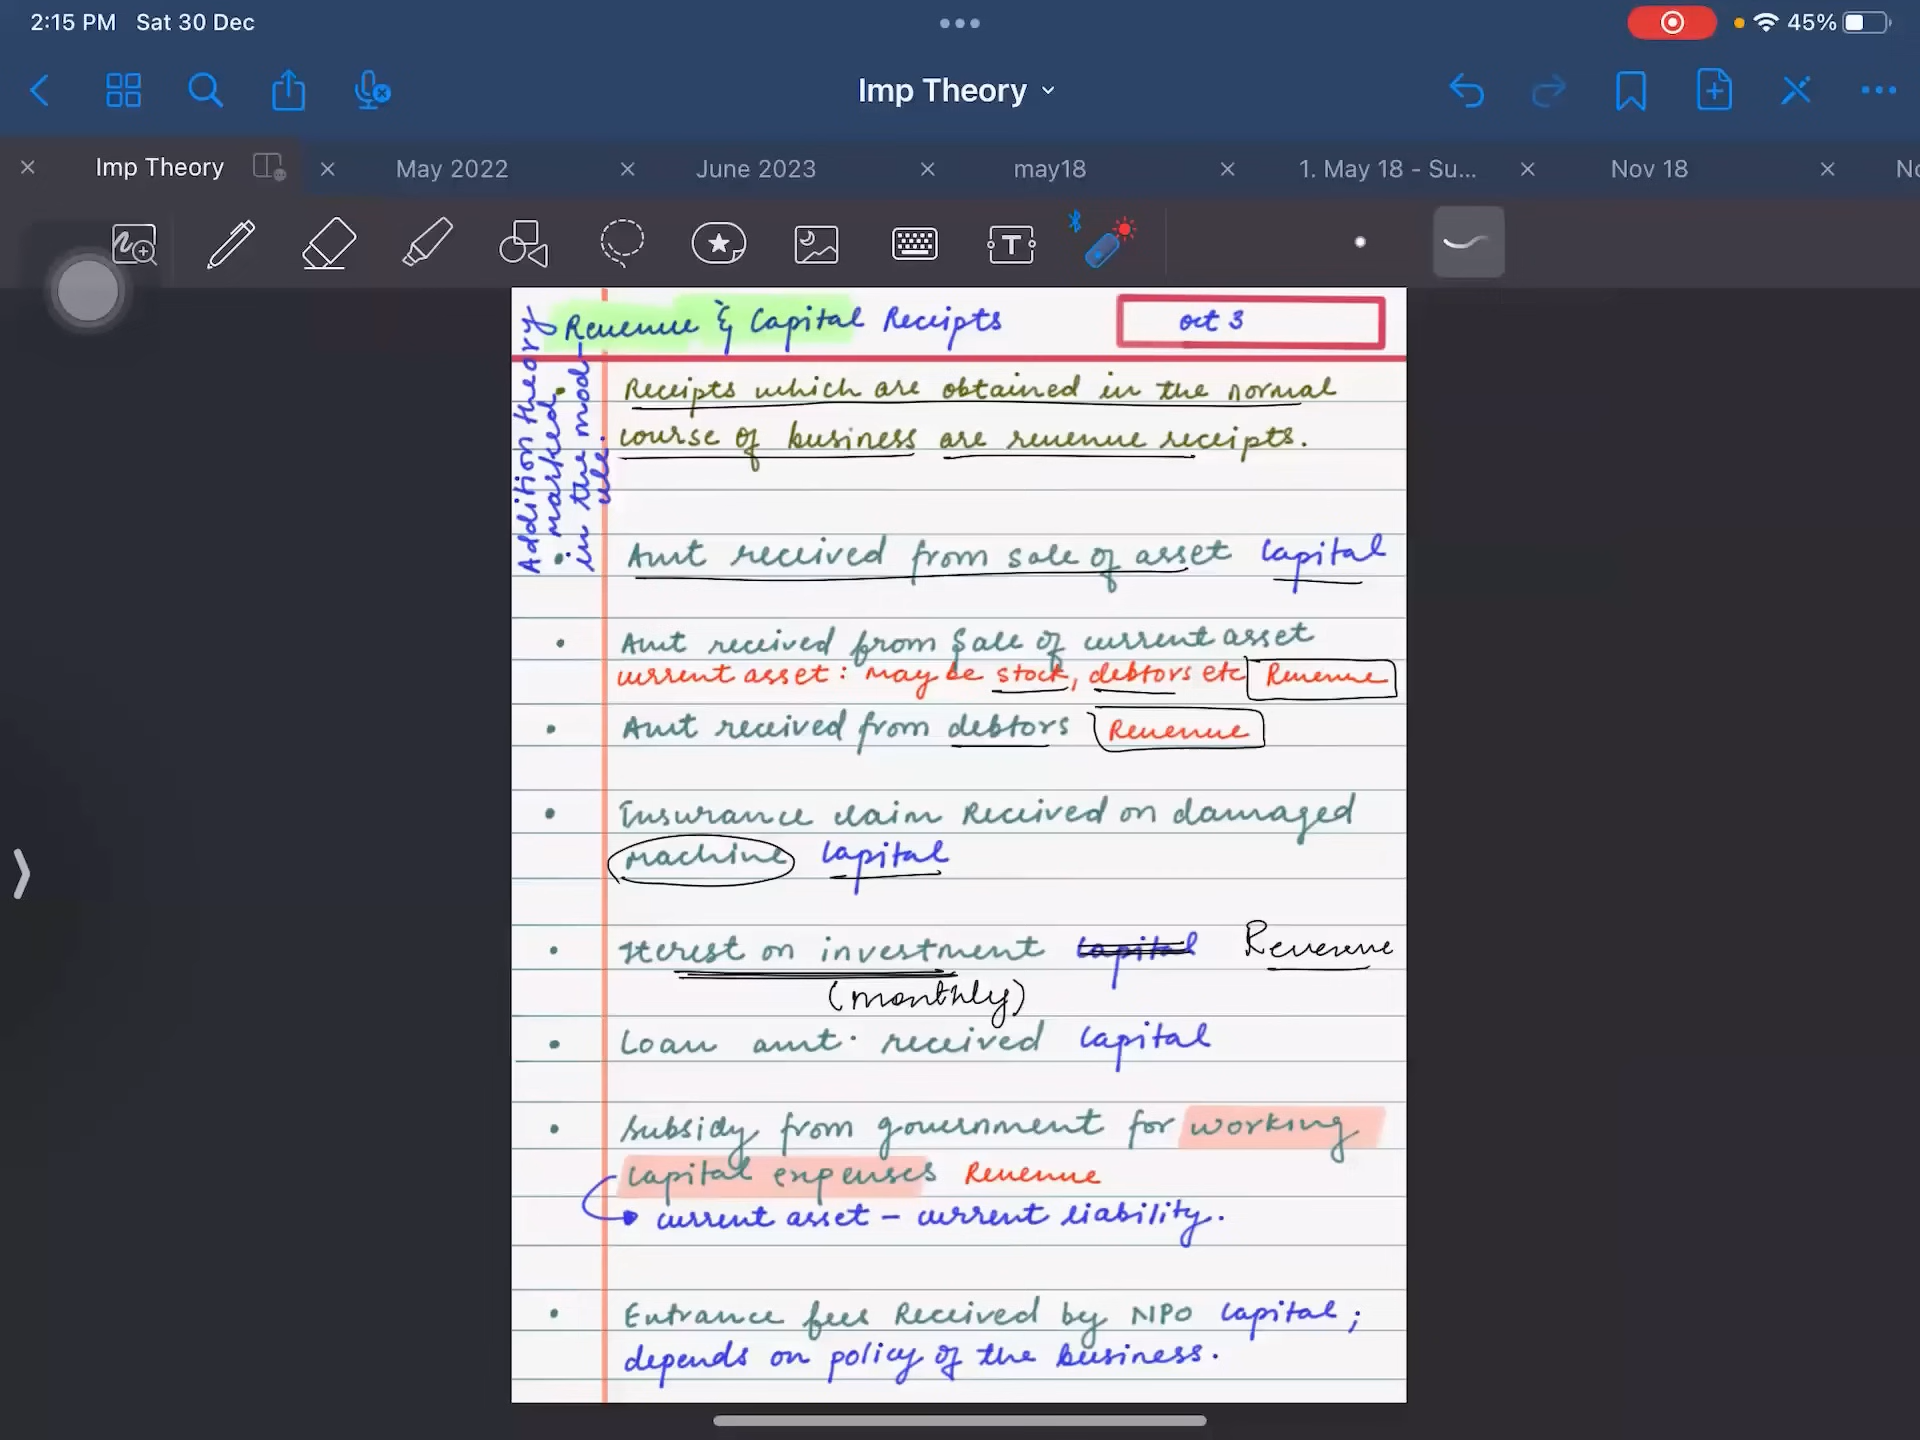 2:15 PM Sat 30 Dec
45%
Imp Theory
Imp Theory
May 2022
June 2023
may18
1. May 18 - Su...
Nov 18
No
Revenue & Capital Receipts
oct 3
Addition theory
marked
in the mod-
ule.
Receipts which are obtained in the normal
course of business are revenue receipts.
Amt received from sale of asset Capital
Amt received from Sale of current asset
current asset: may be stock, debtors etc Revenue
Amt received from debtors Revenue
Insurance claim Received on damaged
machine Capital
Iterest on investment Capital Revenue
(monthly)
Loan amt. received Capital
Subsidy from government for working
capital expenses Revenue
current asset - current liability.
Entrance fees Received by NPO Capital;
depends on policy of the business.